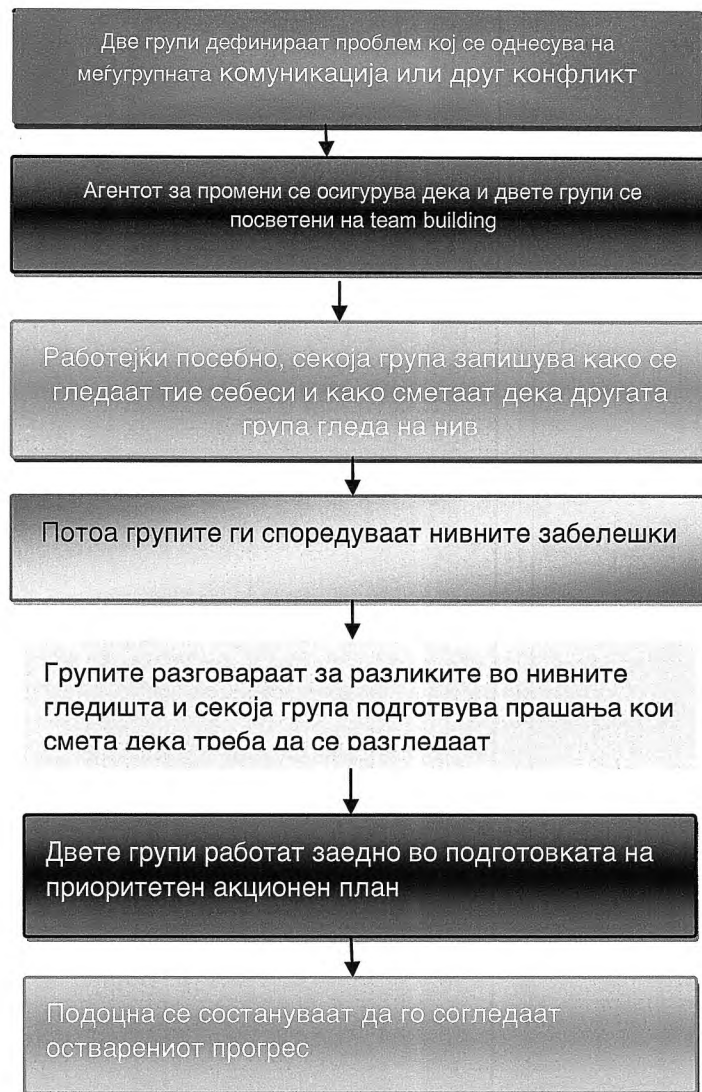 Две групи дефинираат проблем кој се однесува на
меѓугрупната комуникација или друг конфликт
Агентот за промени се осигурува дека и двете групи се
посветени на team building
Работејќи посебно, секоја група запишува како се
гледаат тие себеси и како сметаат дека другата
група гледа на нив
Потоа групите ги споредуваат нивните забелешки
Групите разговараат за разликите во нивните
гледишта и секоја група подготвува прашања кои
смета дека треба да се разгледаат
Двете групи работат заедно во подготовката на
приоритетен акционен план
Подоцна се состануваат да го согледаат
остварениот прогрес